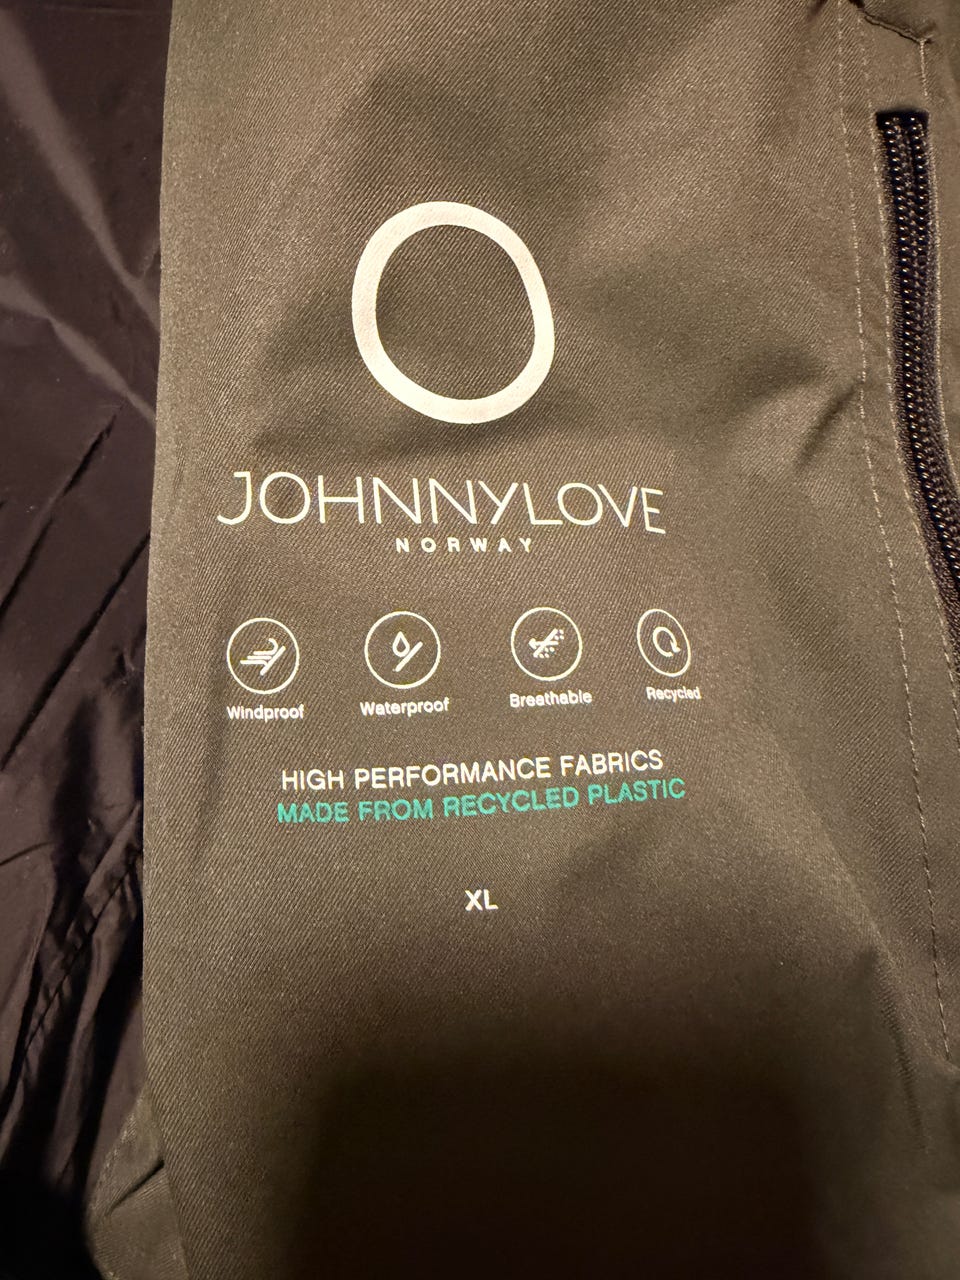 JOHNNYLOVE
NORWAY
Windproof Waterproof Breathable Recycled
HIGH PERFORMANCE FABRICS
MADE FROM RECYCLED PLASTIC
XL